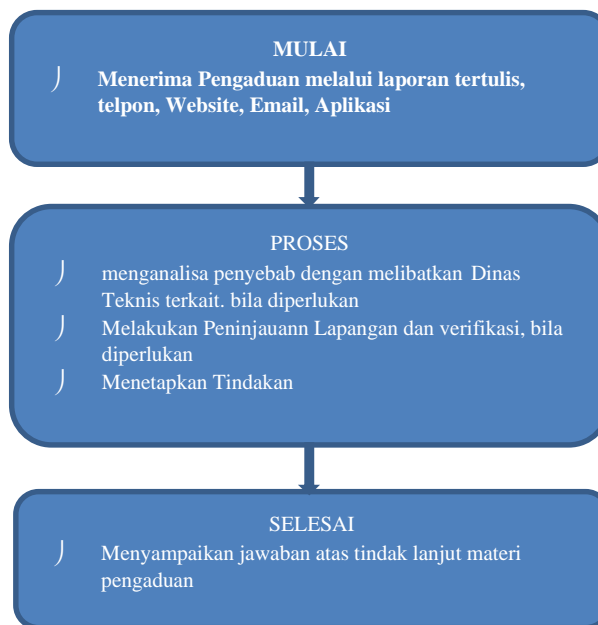 MULAI
Menerima Pengaduan melalui laporan tertulis,
telpon, Website, Email, Aplikasi
PROSES
menganalisa penyebab dengan melibatkan Dinas
Teknis terkait. bila diperlukan
Melakukan Peninjauann Lapangan dan verifikasi, bila
diperlukan
Menetapkan Tindakan
SELESAI
Menyampaikan jawaban atas tindak lanjut materi
pengaduan